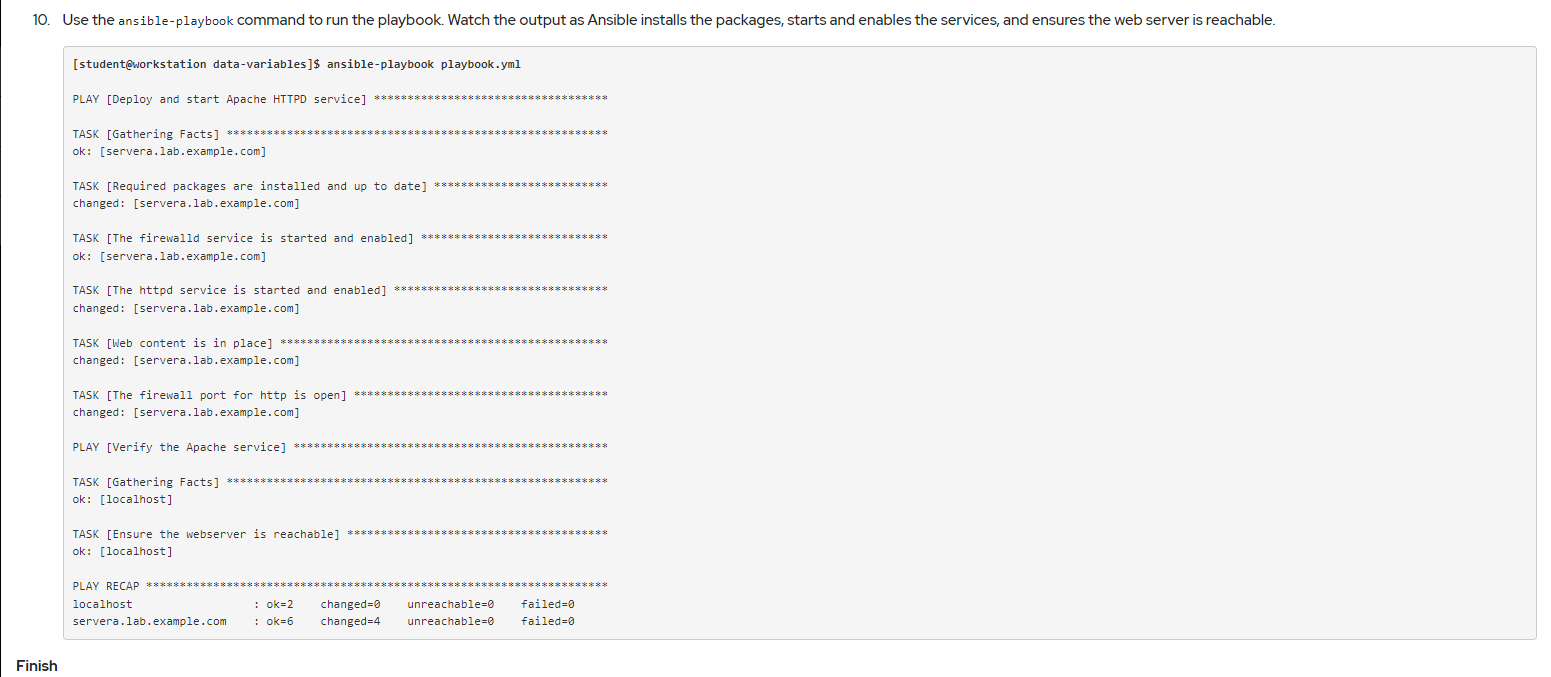 10. Use the ansible-playbook command to run the playbook. Watch the output as Ansible installs the packages, starts and enables the services, and ensures the web server is reachable.
[student@workstation data-variables]$ ansible-playbook playbook.yml
PLAY [Deploy and start Apache HTTPD service] ***********************************
TASK [Gathering Facts] *********************************************************
ok: [servera.lab.example.com]
TASK [Required packages are installed and up to date] **************************
changed: [servera.lab.example.com]
TASK [The firewalld service is started and enabled] ****************************
ok: [servera.lab.example.com]
TASK [The httpd service is started and enabled] ********************************
changed: [servera.lab.example.com]
TASK [Web content is in place] *************************************************
changed: [servera.lab.example.com]
TASK [The firewall port for http is open] **************************************
changed: [servera.lab.example.com]
PLAY [Verify the Apache service] ***********************************************
TASK [Gathering Facts] *********************************************************
ok: [localhost]
TASK [Ensure the webserver is reachable] ***************************************
ok: [localhost]
PLAY RECAP *********************************************************************
localhost                  : ok=2    changed=0    unreachable=0    failed=0
servera.lab.example.com    : ok=6    changed=4    unreachable=0    failed=0
Finish